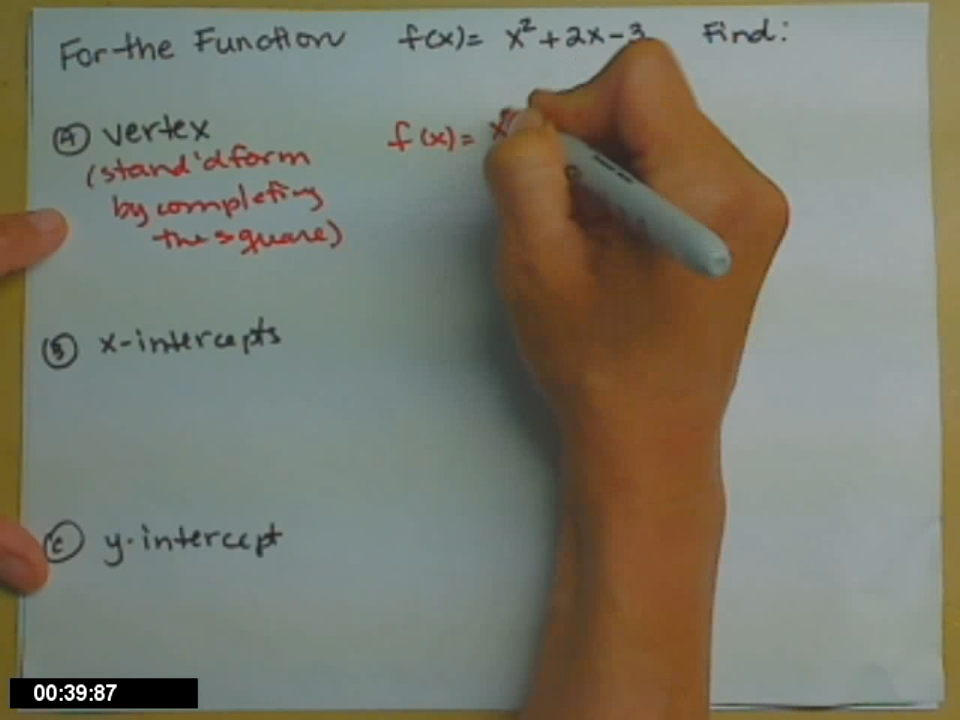 For the Function f(x) = x² + 2x - 3 Find:
(A) vertex
(stand'd form
by completing
the square)
f(x) = x²
(B) x-intercepts
(C) y-intercept
00:39:87